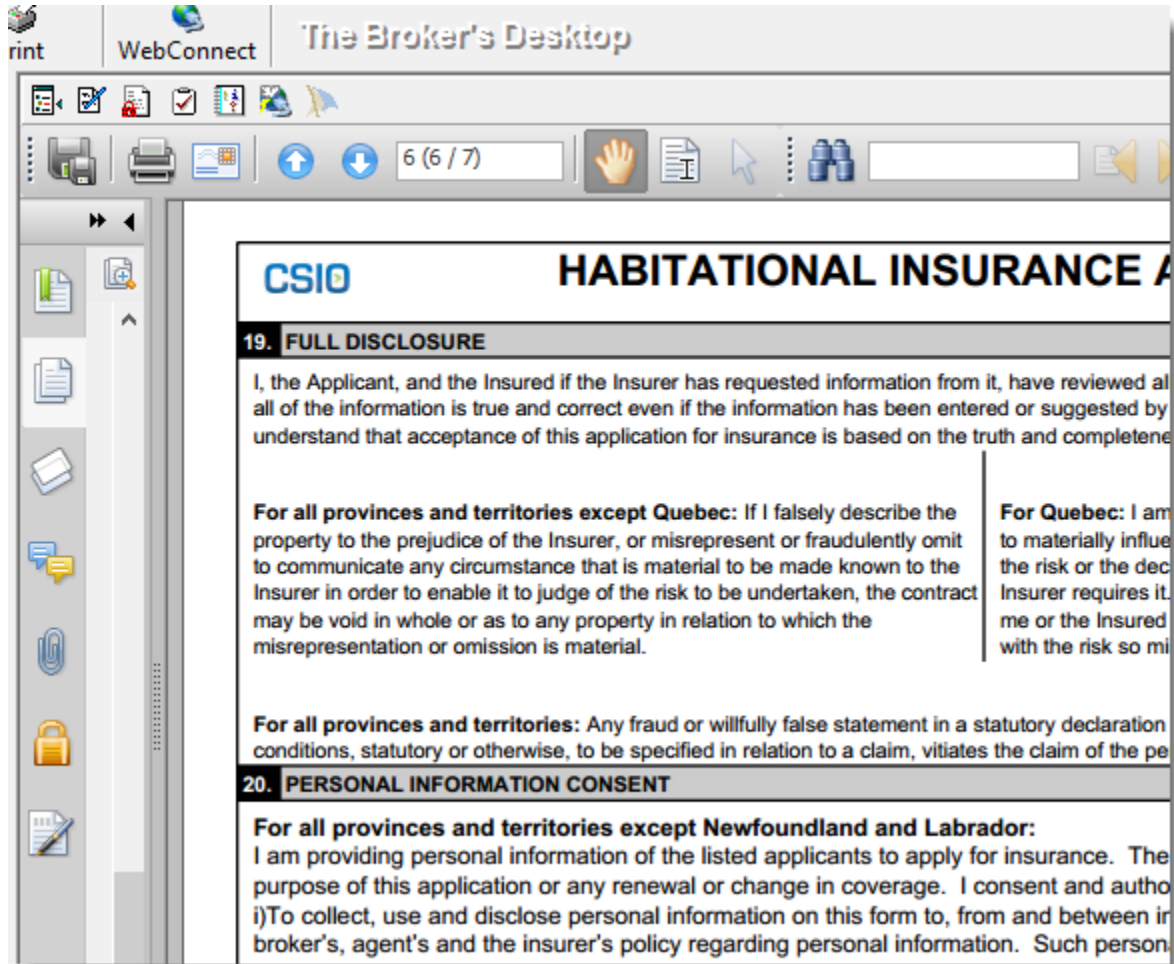 rint
WebConnect
The Broker's Desktop
6 (6 / 7)
CSIO
HABITATIONAL INSURANCE
19. FULL DISCLOSURE
I, the Applicant, and the Insured if the Insurer has requested information from it, have reviewed al
all of the information is true and correct even if the information has been entered or suggested by
understand that acceptance of this application for insurance is based on the truth and completene
For all provinces and territories except Quebec: If I falsely describe the
property to the prejudice of the Insurer, or misrepresent or fraudulently omit
to communicate any circumstance that is material to be made known to the
Insurer in order to enable it to judge of the risk to be undertaken, the contract
may be void in whole or as to any property in relation to which the
misrepresentation or omission is material.
For Quebec: I am
to materially influe
the risk or the dec
Insurer requires it.
me or the Insured
with the risk so mi
For all provinces and territories: Any fraud or willfully false statement in a statutory declaration
conditions, statutory or otherwise, to be specified in relation to a claim, vitiates the claim of the pe
20. PERSONAL INFORMATION CONSENT
For all provinces and territories except Newfoundland and Labrador:
I am providing personal information of the listed applicants to apply for insurance. The
purpose of this application or any renewal or change in coverage. I consent and autho
i)To collect, use and disclose personal information on this form to, from and between in
broker's, agent's and the insurer's policy regarding personal information. Such person